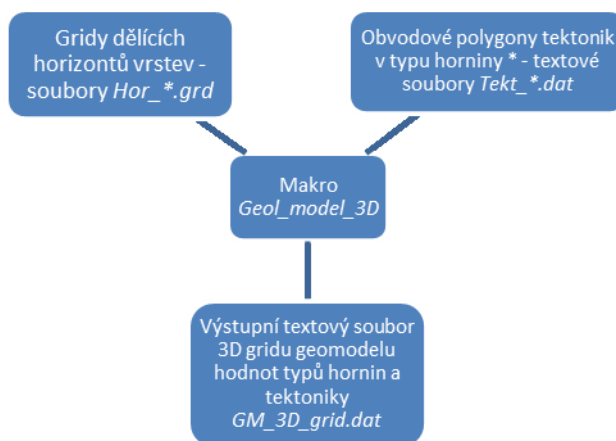 Gridy dělících
horizontů vrstev -
soubory Hor_*.grd
Obvodové polygony tektonik
v typu horniny * - textové
soubory Tekt_*.dat
Makro
Geol_model_3D
Výstupní textový soubor
3D gridu geomodelu
hodnot typů hornin a
tektoniky
GM_3D_grid.dat